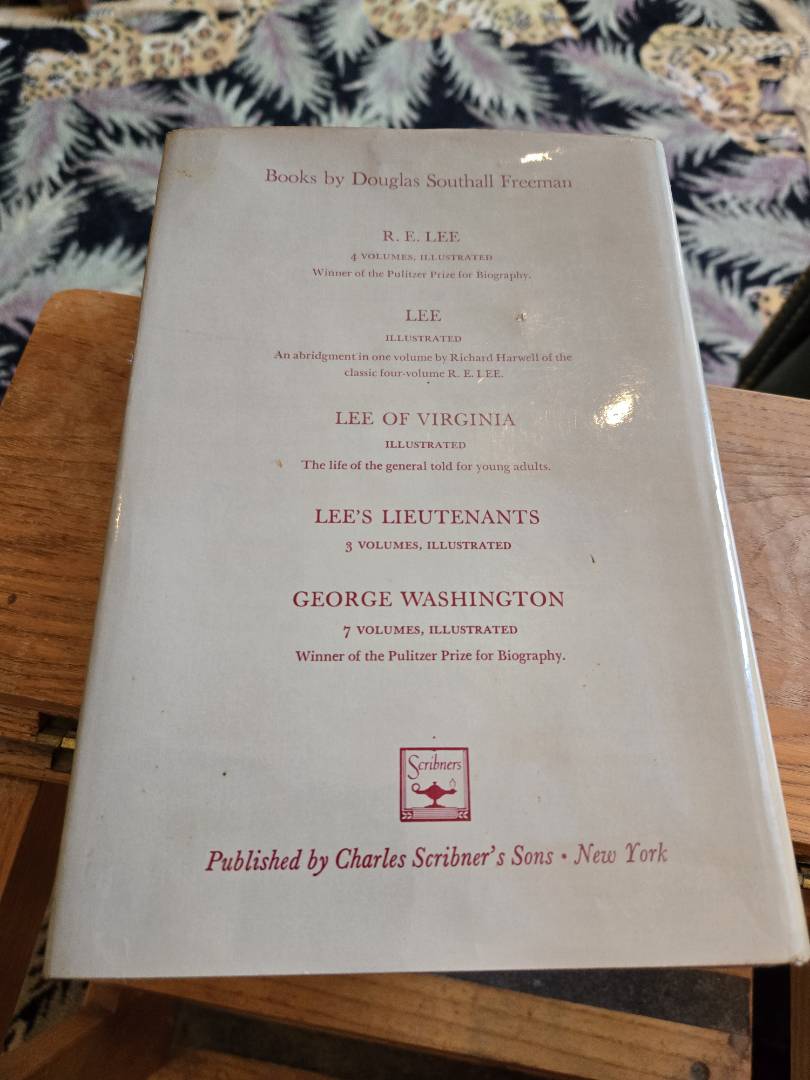 Books by Douglas Southall Freeman
R. E. LEE
4 VOLUMES, ILLUSTRATED
Winner of the Pulitzer Prize for Biography.
LEE
ILLUSTRATED
An abridgment in one volume by Richard Harwell of the
classic four-volume R. E. LEE.
LEE OF VIRGINIA
ILLUSTRATED
The life of the general told for young adults.
LEE'S LIEUTENANTS
3 VOLUMES, ILLUSTRATED
GEORGE WASHINGTON
7 VOLUMES, ILLUSTRATED
Winner of the Pulitzer Prize for Biography.
Scribners
Published by Charles Scribner's Sons • New York